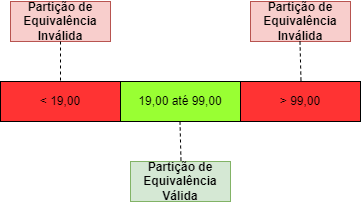 Partição de
Equivalência
Inválida
Partição de
Equivalência
Inválida
< 19,00
19,00 até 99,00
> 99,00
Partição de
Equivalência
Válida